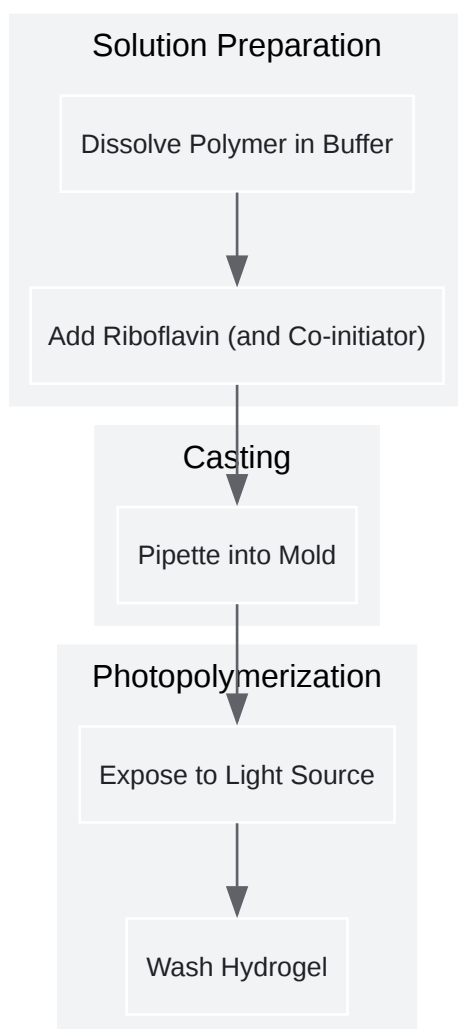 Solution Preparation
Dissolve Polymer in Buffer
Add Riboflavin (and Co-initiator)
Casting
Pipette into Mold
Photopolymerization
Expose to Light Source
Wash Hydrogel